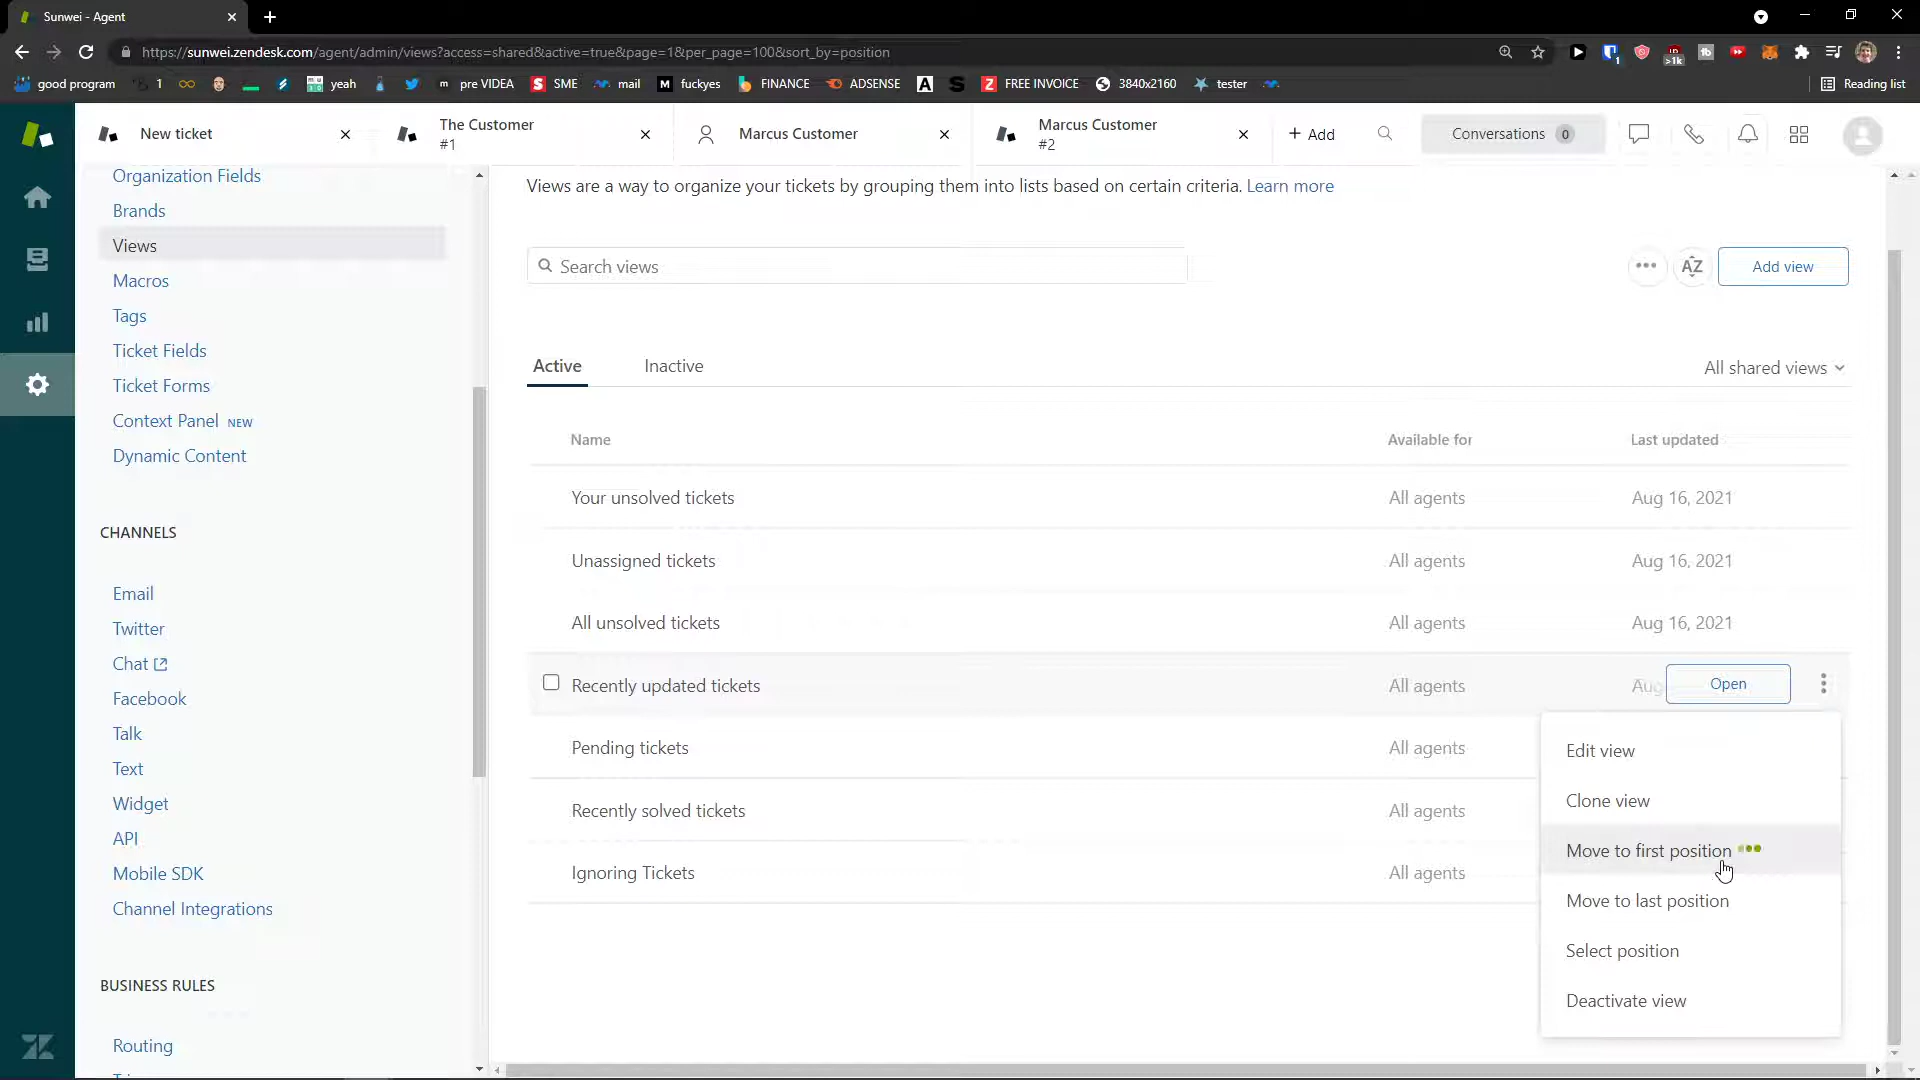 Sunwei - Agent
https://sunwei.zendesk.com/agent/admin/views?access=shared&active=true&page=1&per_page=100&sort_by=position
good program
1
yeah
pre VIDEA
SME
mail
fuckyes
FINANCE
ADSENSE
FREE INVOICE
3840x2160
tester
Reading list
New ticket
The Customer
#1
Marcus Customer
Marcus Customer
#2
+ Add
Conversations 0
Organization Fields
Brands
Views
Macros
Tags
Ticket Fields
Ticket Forms
Context Panel NEW
Dynamic Content
CHANNELS
Email
Twitter
Chat
Facebook
Talk
Text
Widget
API
Mobile SDK
Channel Integrations
BUSINESS RULES
Routing
Views are a way to organize your tickets by grouping them into lists based on certain criteria. Learn more
Search views
AZ
Add view
Active
Inactive
All shared views
Name Available for Last updated
Your unsolved tickets All agents Aug 16, 2021
Unassigned tickets All agents Aug 16, 2021
All unsolved tickets All agents Aug 16, 2021
Recently updated tickets All agents Aug Open
Pending tickets All agents
Recently solved tickets All agents
Ignoring Tickets All agents
Edit view
Clone view
Move to first position
Move to last position
Select position
Deactivate view